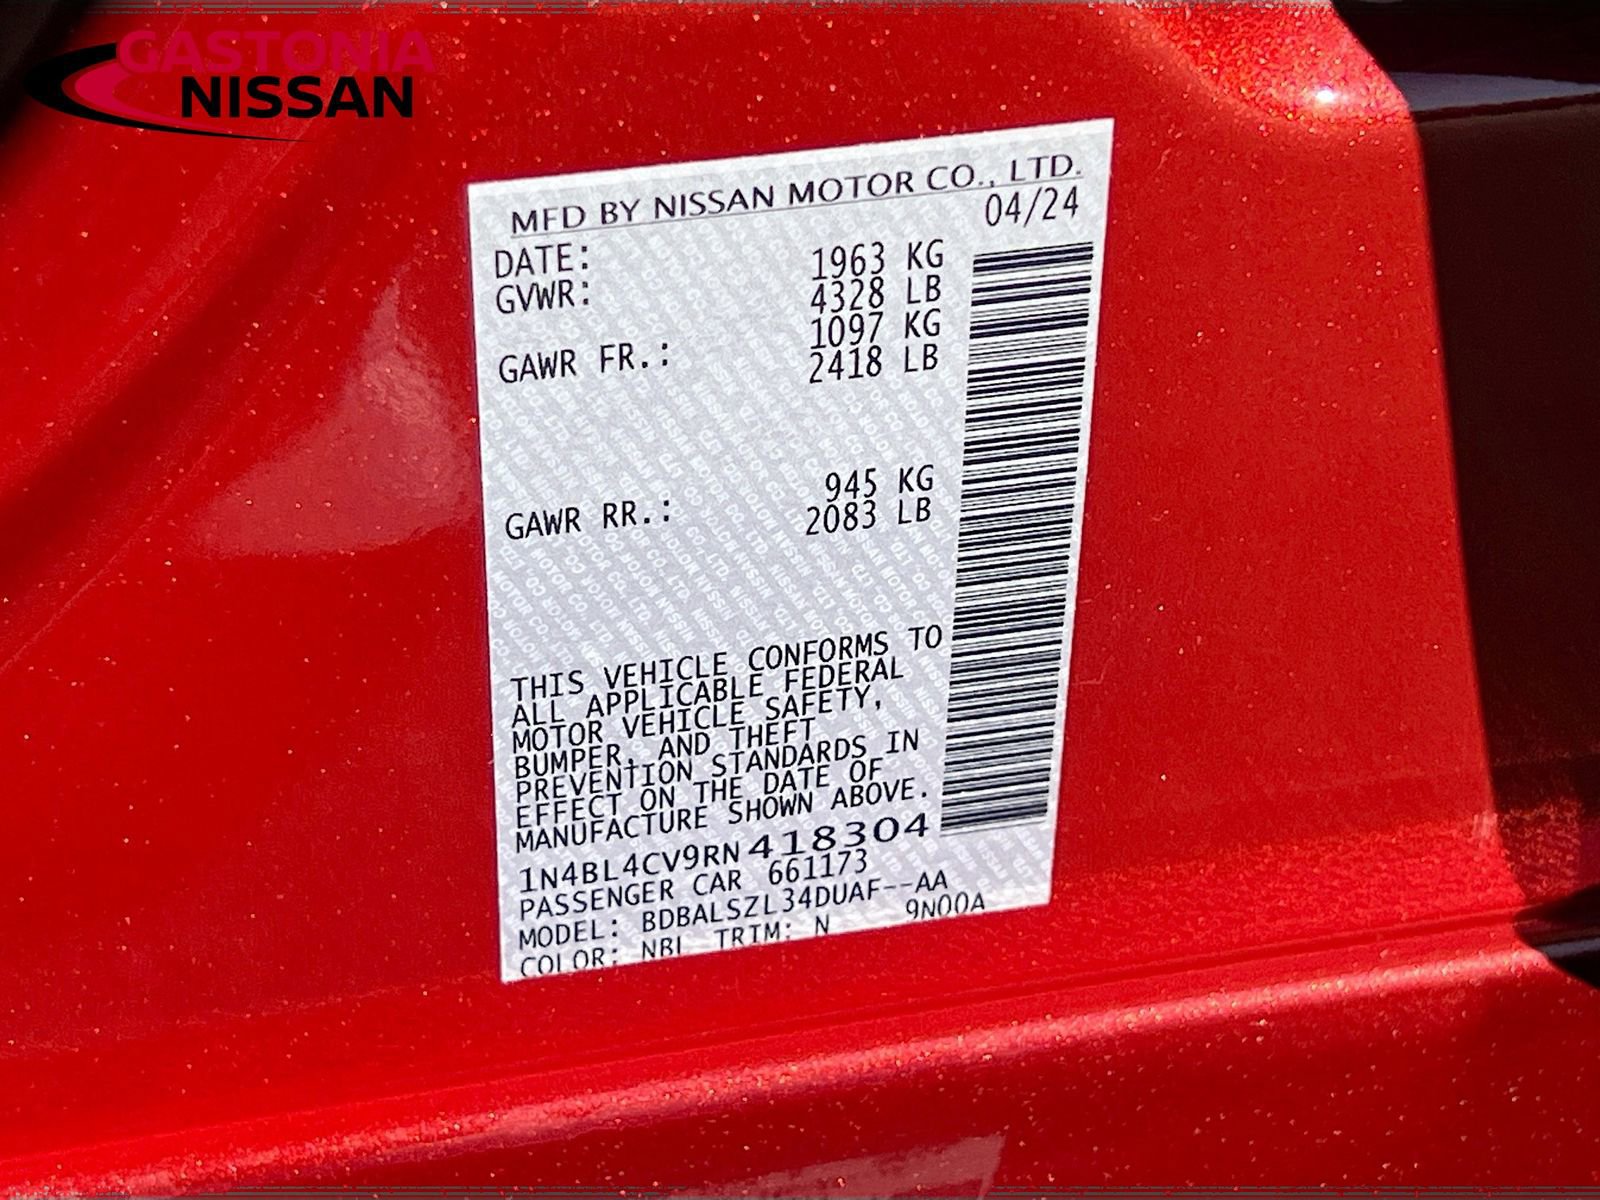 GASTONIA
NISSAN
MFD BY NISSAN MOTOR CO., LTD.
DATE: 04/24
GVWR: 1963 KG
4328 LB
GAWR FR.: 1097 KG
2418 LB
GAWR RR.: 945 KG
2083 LB
THIS VEHICLE CONFORMS TO
ALL APPLICABLE FEDERAL
MOTOR VEHICLE SAFETY,
BUMPER, AND THEFT
PREVENTION STANDARDS IN
EFFECT ON THE DATE OF
MANUFACTURE SHOWN ABOVE.
1N4BL4CV9RN418304
PASSENGER CAR 661173
MODEL: BDBALSZL34DUAF--AA
COLOR: NBL TRIM: N 9N00A